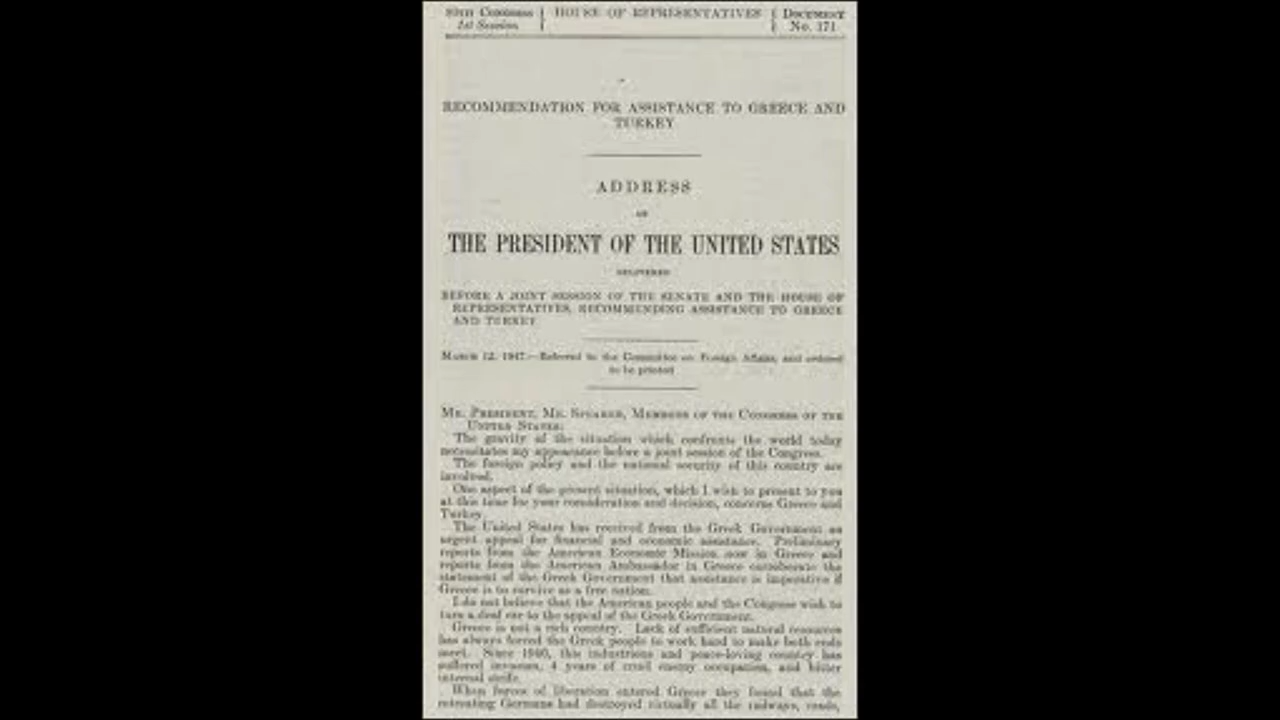 80TH CONGRESS HOUSE OF REPRESENTATIVES DOCUMENT
1st Session No. 171
RECOMMENDATION FOR ASSISTANCE TO GREECE AND
TURKEY
ADDRESS
OF
THE PRESIDENT OF THE UNITED STATES
DELIVERED
BEFORE A JOINT SESSION OF THE SENATE AND THE HOUSE OF
REPRESENTATIVES, RECOMMENDING ASSISTANCE TO GREECE
AND TURKEY
MARCH 12, 1947.—Referred to the Committee on Foreign Affairs, and ordered
to be printed
MR. PRESIDENT, MR. SPEAKER, MEMBERS OF THE CONGRESS OF THE
UNITED STATES:
The gravity of the situation which confronts the world today
necessitates my appearance before a joint session of the Congress.
The foreign policy and the national security of this country are
involved.
One aspect of the present situation, which I wish to present to you
at this time for your consideration and decision, concerns Greece and
Turkey.
The United States has received from the Greek Government an
urgent appeal for financial and economic assistance. Preliminary
reports from the American Economic Mission now in Greece and
reports from the American Ambassador in Greece corroborate the
statement of the Greek Government that assistance is imperative if
Greece is to survive as a free nation.
I do not believe that the American people and the Congress wish to
turn a deaf ear to the appeal of the Greek Government.
Greece is not a rich country. Lack of sufficient natural resources
has always forced the Greek people to work hard to make both ends
meet. Since 1940, this industrious and peace-loving country has
suffered invasion, 4 years of cruel enemy occupation, and bitter
internal strife.
When forces of liberation entered Greece they found that the
retreating Germans had destroyed virtually all the railways, roads,